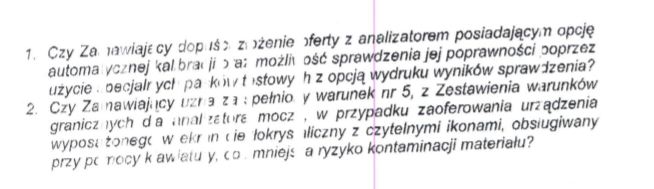 1. Czy Zamawiający dopuści złożenie oferty z analizatorem posiadającym opcję
automatycznej kalibracji oraz możliwość sprawdzenia jej poprawności poprzez
użycie specjalnych pasków testowych z opcją wydruku wyników sprawdzenia?
2. Czy Zamawiający uzna za spełniony warunek nr 5, z Zestawienia warunków
granicznych dla analizatora moczu, w przypadku zaoferowania urządzenia
wyposażonego w ekran ciekłokrystaliczny z czytelnymi ikonami, obsługiwany
przy pomocy klawiatury, co zmniejsza ryzyko kontaminacji materiału?